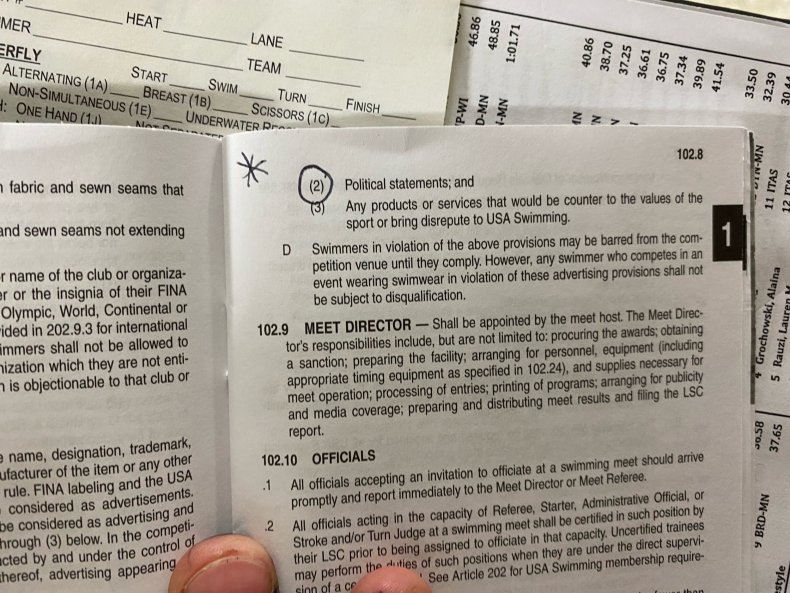 HEAT
LANE
MER
TEAM
ERFLY
START
SWIM
TURN
FINISH
ALTERNATING (1A)
BREAST (1B)
SCISSORS (1C)
NON-SIMULTANEOUS (1E)
UNDERWATER
ONE HAND (1J)
46.86
48.85
1:01.71
P-WI
D-MN
-MN
40.86
38.70
37.25
36.61
36.75
37.34
39.89
41.54
33.50
32.39
11 ITAS
4 Grochowski, Alaina
5 Rauzi, Lauren M
37.65
9 BRD-MN
style
fabric and sewn seams that
and sewn seams not extending
r name of the club or organiza-
er or the insignia of their FINA
Olympic, World, Continental or
ided in 202.9.3 for international
immers shall not be allowed to
nization which they are not enti-
is objectionable to that club or
e name, designation, trademark,
ufacturer of the item or any other
rule. FINA labeling and the USA
considered as advertisements.
be considered as advertising and
hrough (3) below. In the competi-
cted by and under the control of
thereof, advertising appearing
102.8
(2) Political statements; and
(3) Any products or services that would be counter to the values of the
sport or bring disrepute to USA Swimming.
1
D Swimmers in violation of the above provisions may be barred from the com-
petition venue until they comply. However, any swimmer who competes in an
event wearing swimwear in violation of these advertising provisions shall not
be subject to disqualification.
102.9 MEET DIRECTOR — Shall be appointed by the meet host. The Meet Direc-
tor's responsibilities include, but are not limited to: procuring the awards; obtaining
a sanction; preparing the facility; arranging for personnel, equipment (including
appropriate timing equipment as specified in 102.24), and supplies necessary for
meet operation; processing of entries; printing of programs; arranging for publicity
and media coverage; preparing and distributing meet results and filing the LSC
report.
102.10 OFFICIALS
.1 All officials accepting an invitation to officiate at a swimming meet should arrive
promptly and report immediately to the Meet Director or Meet Referee.
.2 All officials acting in the capacity of Referee, Starter, Administrative Official, or
Stroke and/or Turn Judge at a swimming meet shall be certified in such position by
their LSC prior to being assigned to officiate in that capacity. Uncertified trainees
may perform the duties of such positions when they are under the direct supervi-
sion of a See Article 202 for USA Swimming membership require-